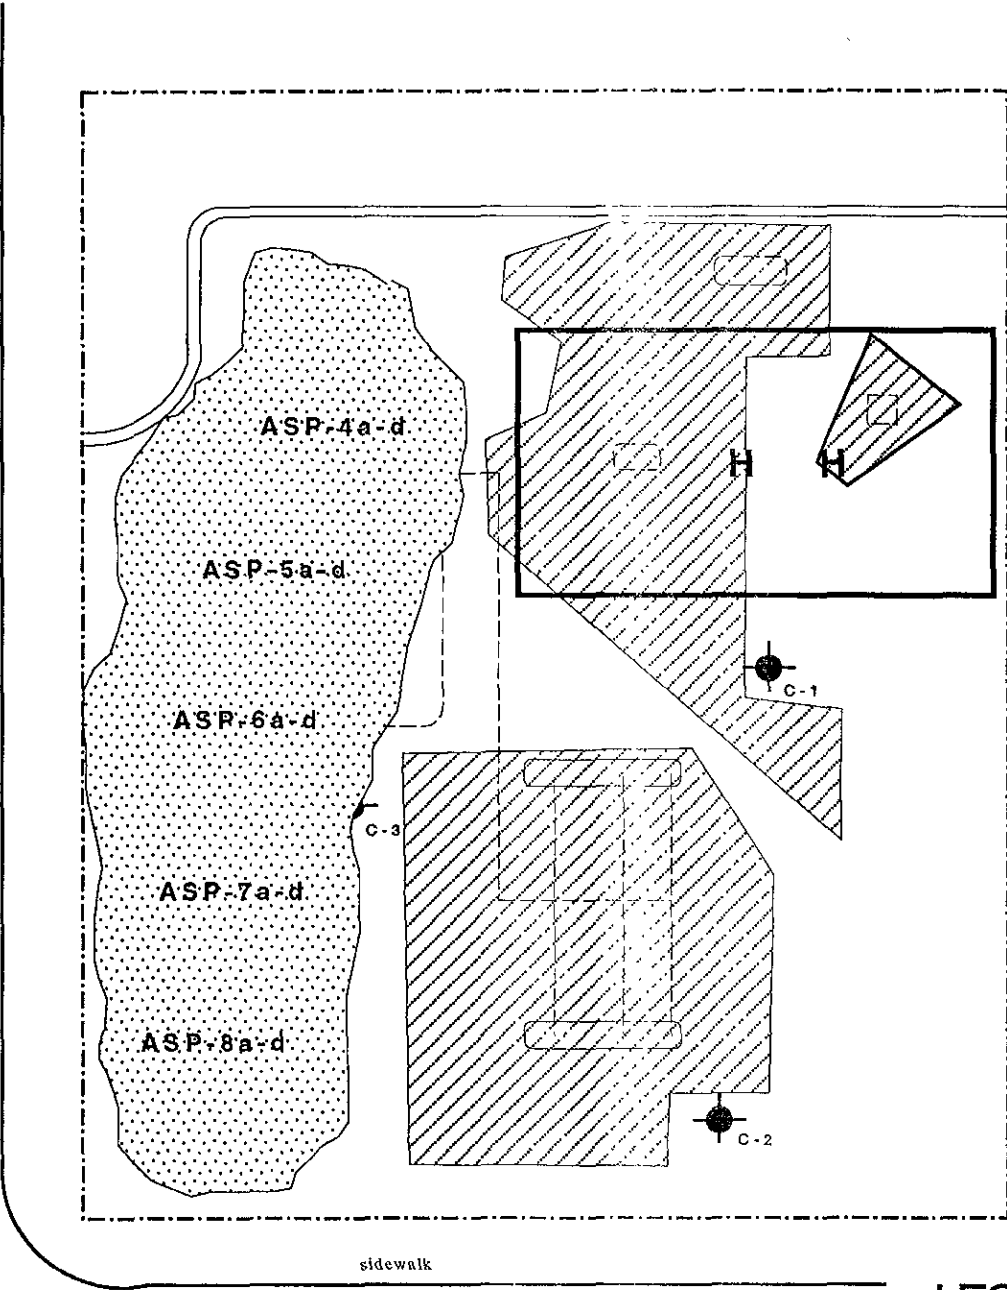 ASP-4a-d
H H
ASP-5a-d
C-1
ASP-6a-d
C-3
ASP-7a-d
ASP-8a-d
C-2
sidewalk